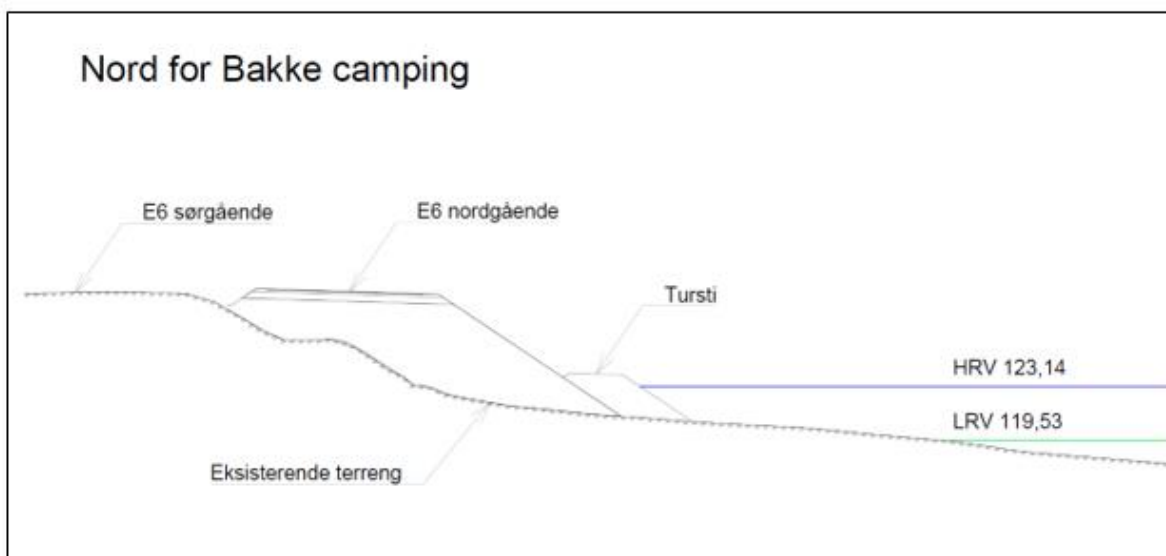 Nord for Bakke camping
E6 sørgående
E6 nordgående
Tursti
HRV 123,14
LRV 119,53
Eksisterende terreng